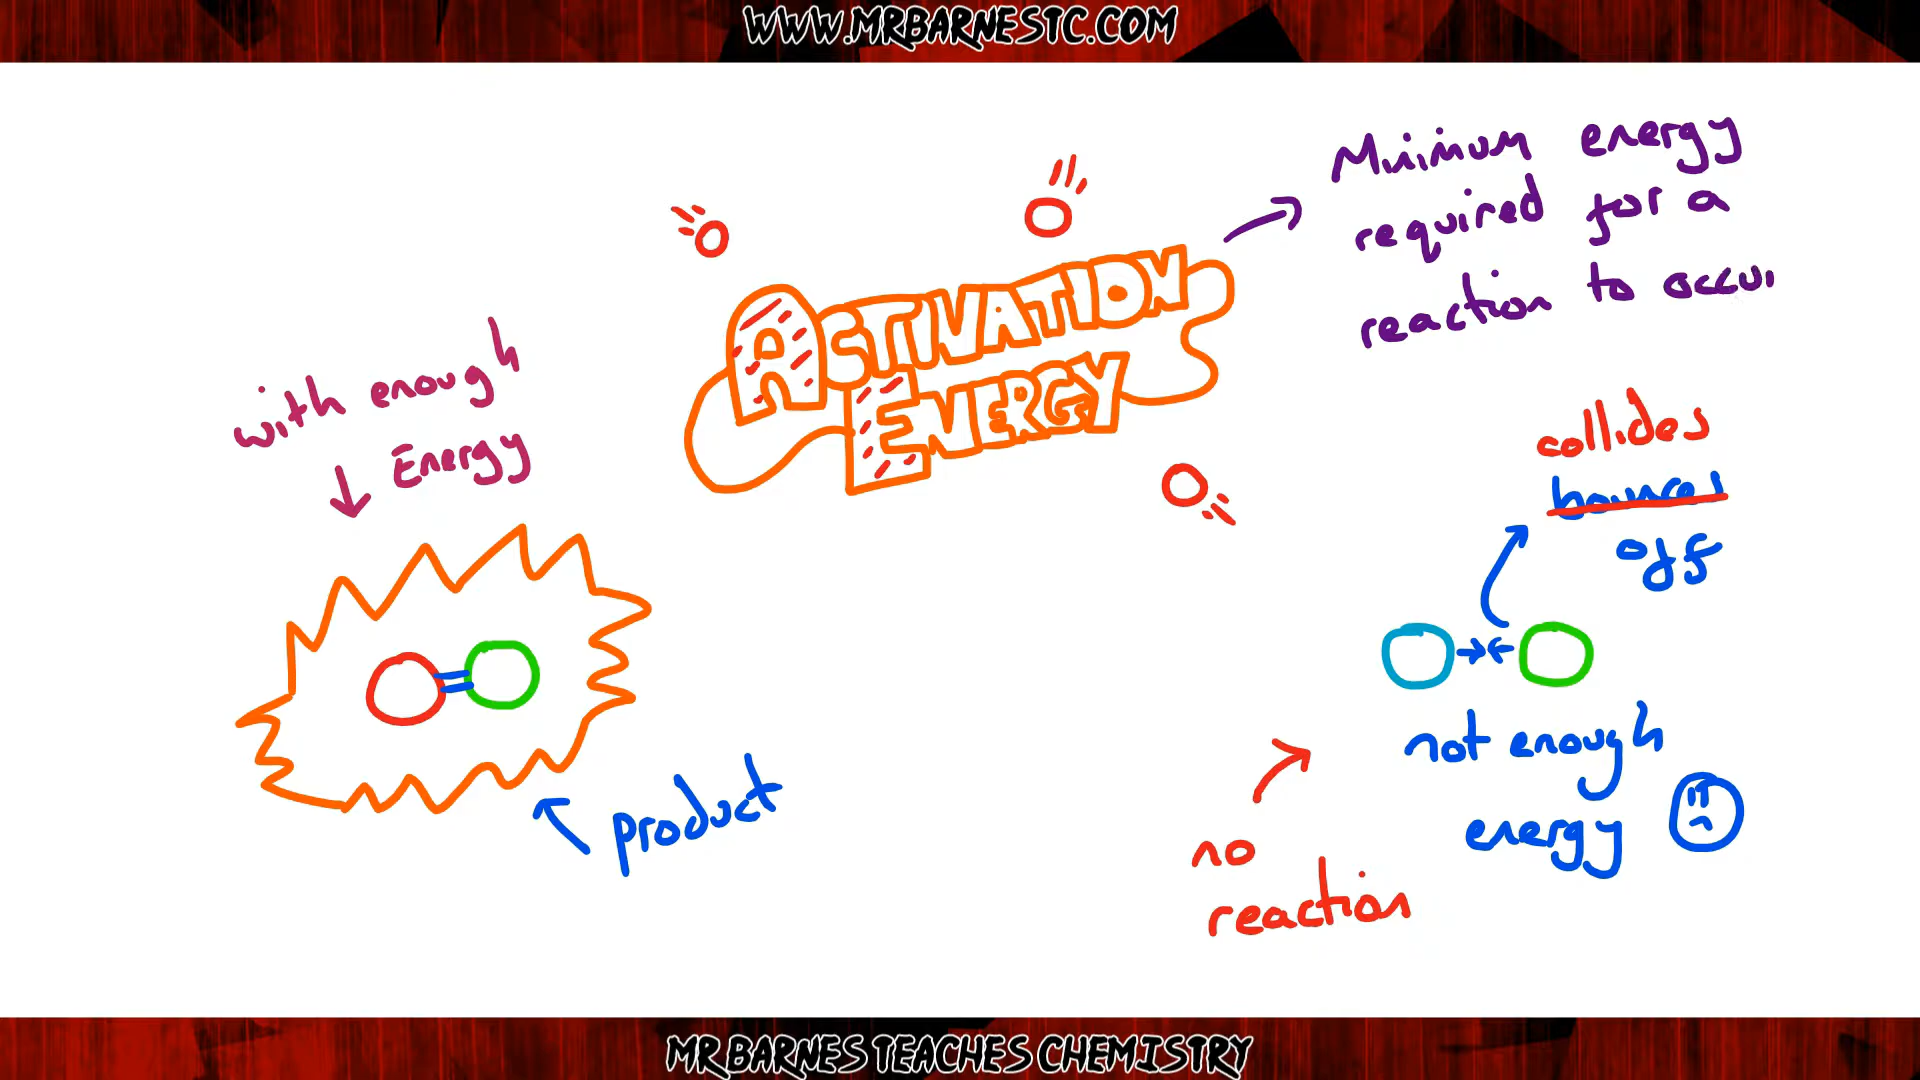 WWW.MRBARNESTC.COM
Minimum energy
required for a
reaction to occur
ACTIVATION
ENERGY
with enough
Energy
collides
bounces
off
product
not enough
energy
no
reaction
MR BARNES TEACHES CHEMISTRY